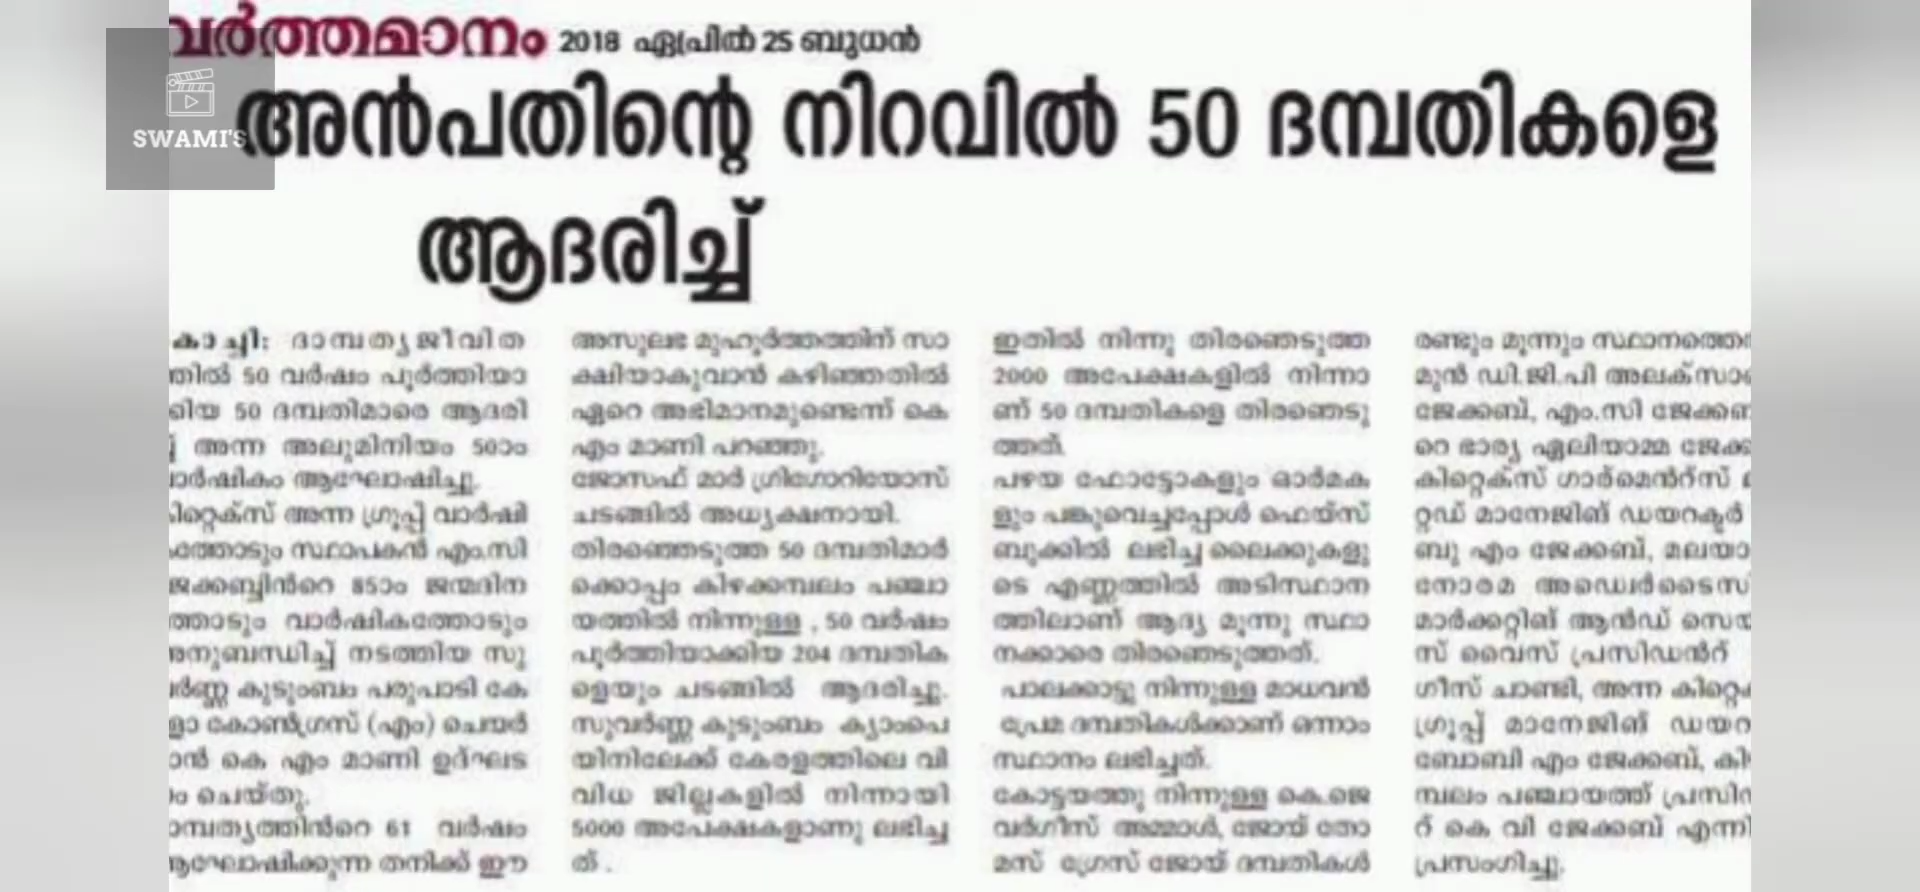 വർത്തമാനം 2018 ഏപ്രിൽ 25 ബുധൻ
SWAMI'S
അൻപതിന്റെ നിറവിൽ 50 ദമ്പതികളെ
ആദരിച്ച്
കൊച്ചി: ദാമ്പത്യജീവിത
ത്തിൽ 50 വർഷം പൂർത്തിയാ
ക്കിയ 50 ദമ്പതിമാരെ ആദരി
ച്ച് അന്ന അലുമിനിയം 50ാം
വാർഷികം ആഘോഷിച്ചു.
കിറ്റെക്സ് അന്ന ഗ്രൂപ്പ് വാർഷി
കത്തോടും സ്ഥാപകൻ എം.സി
ജേക്കബ്ബിൻറെ 85ാം ജന്മദിന
ത്തോടും വാർഷികത്തോടും
അനുബന്ധിച്ച് നടത്തിയ സു
വർണ്ണ കുടുംബം പരുപാടി കേ
രളാ കോൺഗ്രസ് (എം) ചെയർ
മാൻ കെ എം മാണി ഉദ്ഘട
നം ചെയ്തു.
ദാമ്പത്യത്തിൻറെ 61 വർഷം
ആഘോഷിക്കുന്ന തനിക്ക് ഈ
അസുലഭ മുഹൂർത്തത്തിന് സാ
ക്ഷിയാകുവാൻ കഴിഞ്ഞതിൽ
ഏറെ അഭിമാനമുണ്ടെന്ന് കെ
എം മാണി പറഞ്ഞു.
ജോസഫ് മാർ ഗ്രിഗോറിയോസ്
ചടങ്ങിൽ അധ്യക്ഷനായി.
തിരഞ്ഞെടുത്ത 50 ദമ്പതിമാർ
ക്കൊപ്പം കിഴക്കമ്പലം പഞ്ചാ
യത്തിൽ നിന്നുള്ള , 50 വർഷം
പൂർത്തിയാക്കിയ 204 ദമ്പതിക
ളെയും ചടങ്ങിൽ ആദരിച്ചു.
സുവർണ്ണ കുടുംബം ക്യാംപെ
യിനിലേക്ക് കേരളത്തിലെ വി
വിധ ജില്ലകളിൽ നിന്നായി
5000 അപേക്ഷകളാണു ലഭിച്ച
ത് .
ഇതിൽ നിന്നു തിരഞ്ഞെടുത്ത
2000 അപേക്ഷകളിൽ നിന്നാ
ണ് 50 ദമ്പതികളെ തിരഞ്ഞെടു
ത്തത്.
പഴയ ഫോട്ടോകളും ഓർമക
ളും പങ്കുവെച്ചപ്പോൾ ഫെയ്സ്
ബുക്കിൽ ലഭിച്ച ലൈക്കുകളു
ടെ എണ്ണത്തിൽ അടിസ്ഥാന
ത്തിലാണ് ആദ്യ മൂന്നു സ്ഥാ
നക്കാരെ തിരഞ്ഞെടുത്തത്.
പാലക്കാട്ടു നിന്നുള്ള മാധവൻ
പ്രേമ ദമ്പതികൾക്കാണ് ഒന്നാം
സ്ഥാനം ലഭിച്ചത്.
കോട്ടയത്തു നിന്നുള്ള കെ.ജെ
വർഗീസ് അമ്മാൾ, ജോയ് തോ
മസ് ഗ്രേസ് ജോയ് ദമ്പതികൾ
രണ്ടും മൂന്നും സ്ഥാനത്തെ
മുൻ ഡി.ജി.പി അലക്സാ
ജേക്കബ്, എം.സി ജേക്ക
റെ ഭാര്യ ഏലിയാമ്മ ജേക്ക
കിറ്റെക്സ് ഗാർമെൻറ്സ്
റ്റഡ് മാനേജിങ് ഡയറക്ടർ
ബു എം ജേക്കബ്, മലയാ
നോരമ അഡ്വെർടൈസി
മാർക്കറ്റിങ് ആൻഡ് സെയ
സ് വൈസ് പ്രസിഡൻറ്
ഗീസ് ചാണ്ടി, അന്ന കിറ്റെ
ഗ്രൂപ്പ് മാനേജിങ് ഡയറ
ബോബി എം ജേക്കബ്, കി
മ്പലം പഞ്ചായത്ത് പ്രസി
റ് കെ വി ജേക്കബ് എന്നി
പ്രസംഗിച്ചു.